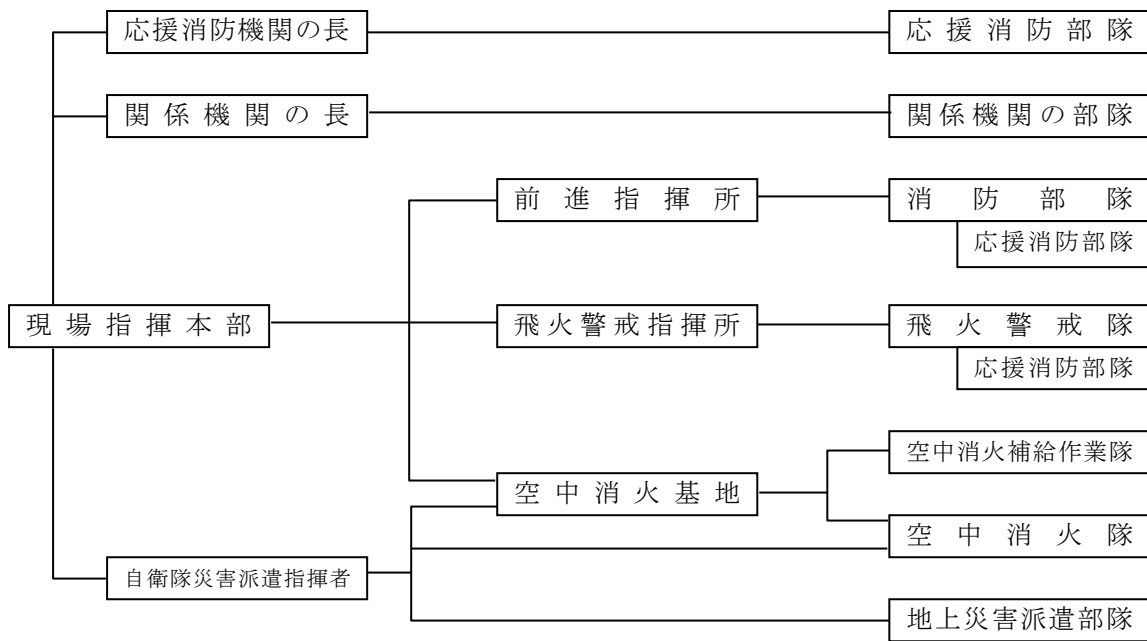 応援消防機関の長
応援消防部隊
関係機関の長
関係機関の部隊
前進指揮所
消防部隊
応援消防部隊
現場指揮本部
飛火警戒指揮所
飛火警戒隊
応援消防部隊
空中消火補給作業隊
空中消火基地
空中消火隊
自衛隊災害派遣指揮者
地上災害派遣部隊